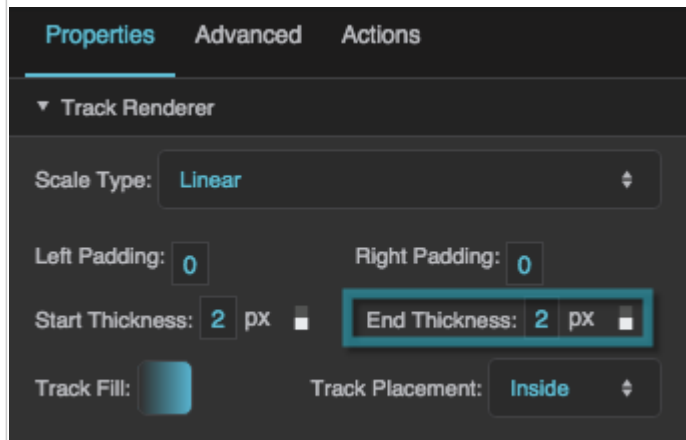 Properties Advanced Actions
Track Renderer
Scale Type: Linear
Left Padding: 0 Right Padding: 0
Start Thickness: 2 px End Thickness: 2 px
Track Fill: Track Placement: Inside